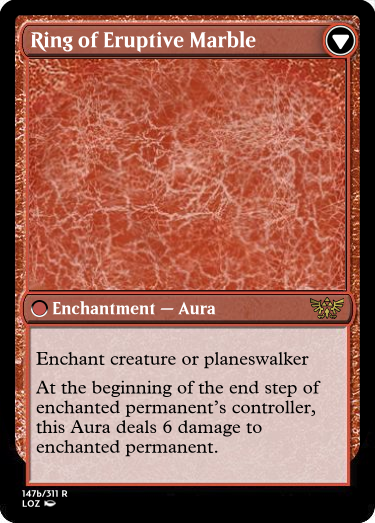 Ring of Eruptive Marble
Enchantment — Aura
Enchant creature or planeswalker
At the beginning of the end step of
enchanted permanent's controller,
this Aura deals 6 damage to
enchanted permanent.
147b/311 R
LOZ